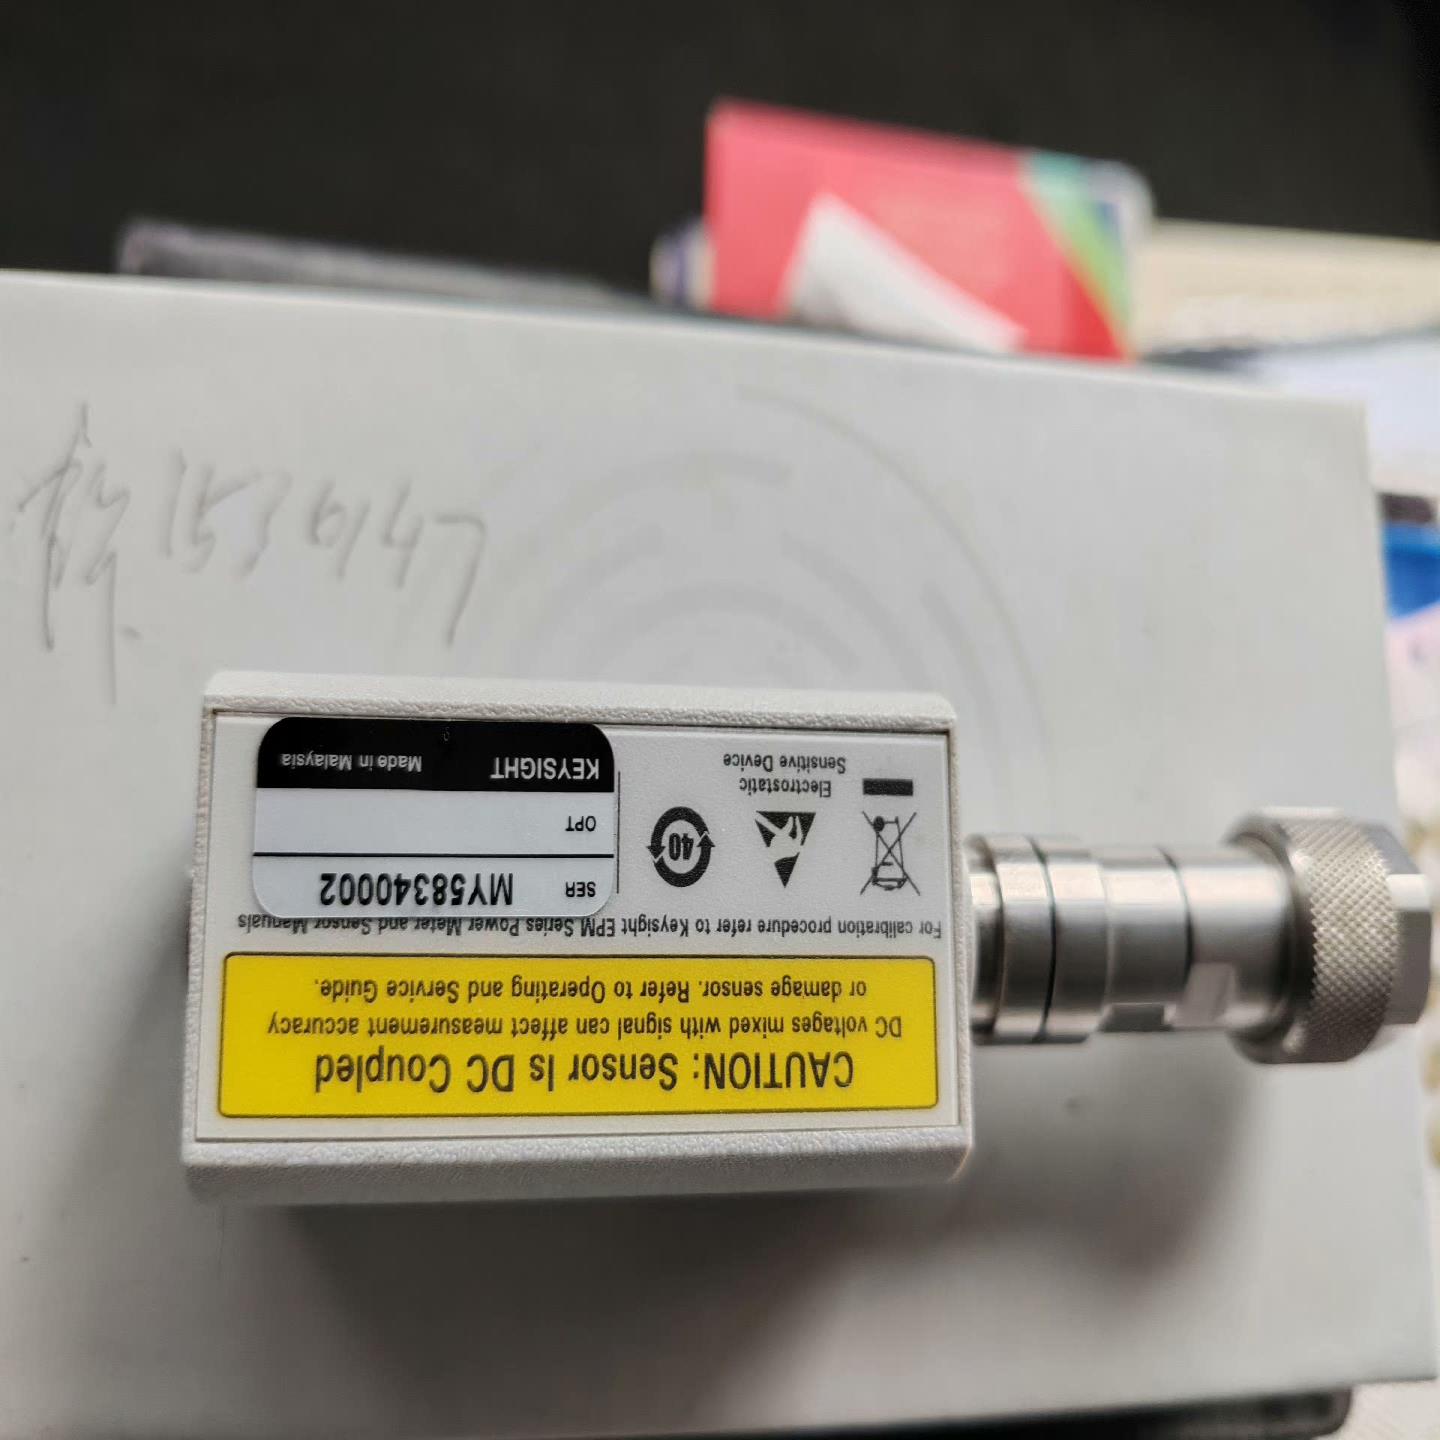 CAUTION: Sensor Is DC Coupled
DC voltages mixed with signal can affect measurement accuracy
or damage sensor. Refer to Operating and Service Guide.
For calibration procedure refer to Keysight EPM Series Power Meter and Sensor Manuals
40
Electrostatic
Sensitive Device
SER MY58340002
OPT
KEYSIGHT Made in Malaysia